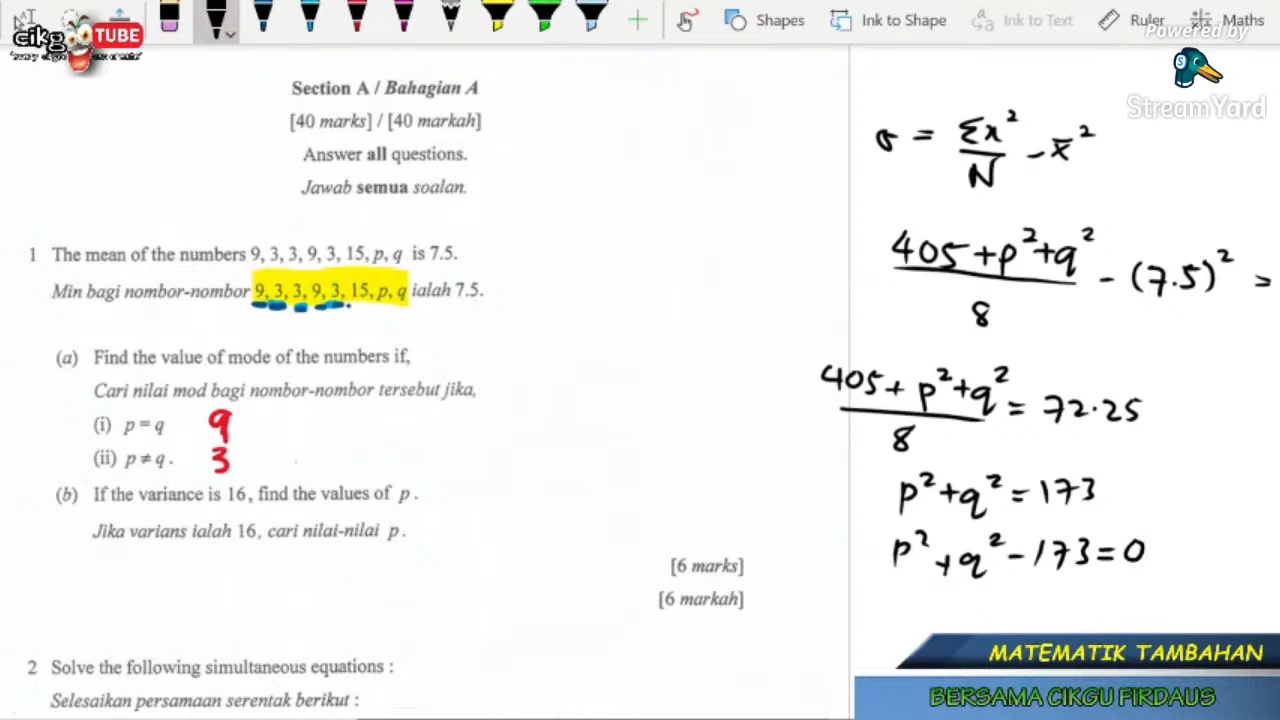 Shapes Ink to Shape Ink to Text Ruler Maths
cikg TUBE
Powered by
StreamYard
Section A / Bahagian A
[40 marks] / [40 markah]
Answer all questions.
Jawab semua soalan.
1 The mean of the numbers 9, 3, 3, 9, 3, 15, p, q is 7.5.
Min bagi nombor-nombor 9, 3, 3, 9, 3, 15, p, q ialah 7.5.
(a) Find the value of mode of the numbers if,
Cari nilai mod bagi nombor-nombor tersebut jika,
(i) p = q 9
(ii) p ≠ q . 3
(b) If the variance is 16, find the values of p .
Jika varians ialah 16, cari nilai-nilai p .
[6 marks]
[6 markah]
2 Solve the following simultaneous equations :
Selesaikan persamaan serentak berikut :
σ = Σx² / N - x̄²
405 + p² + q² / 8 - (7.5)² =
405 + p² + q² / 8 = 72.25
p² + q² = 173
p² + q² - 173 = 0
MATEMATIK TAMBAHAN
BERSAMA CIKGU FIRDAUS